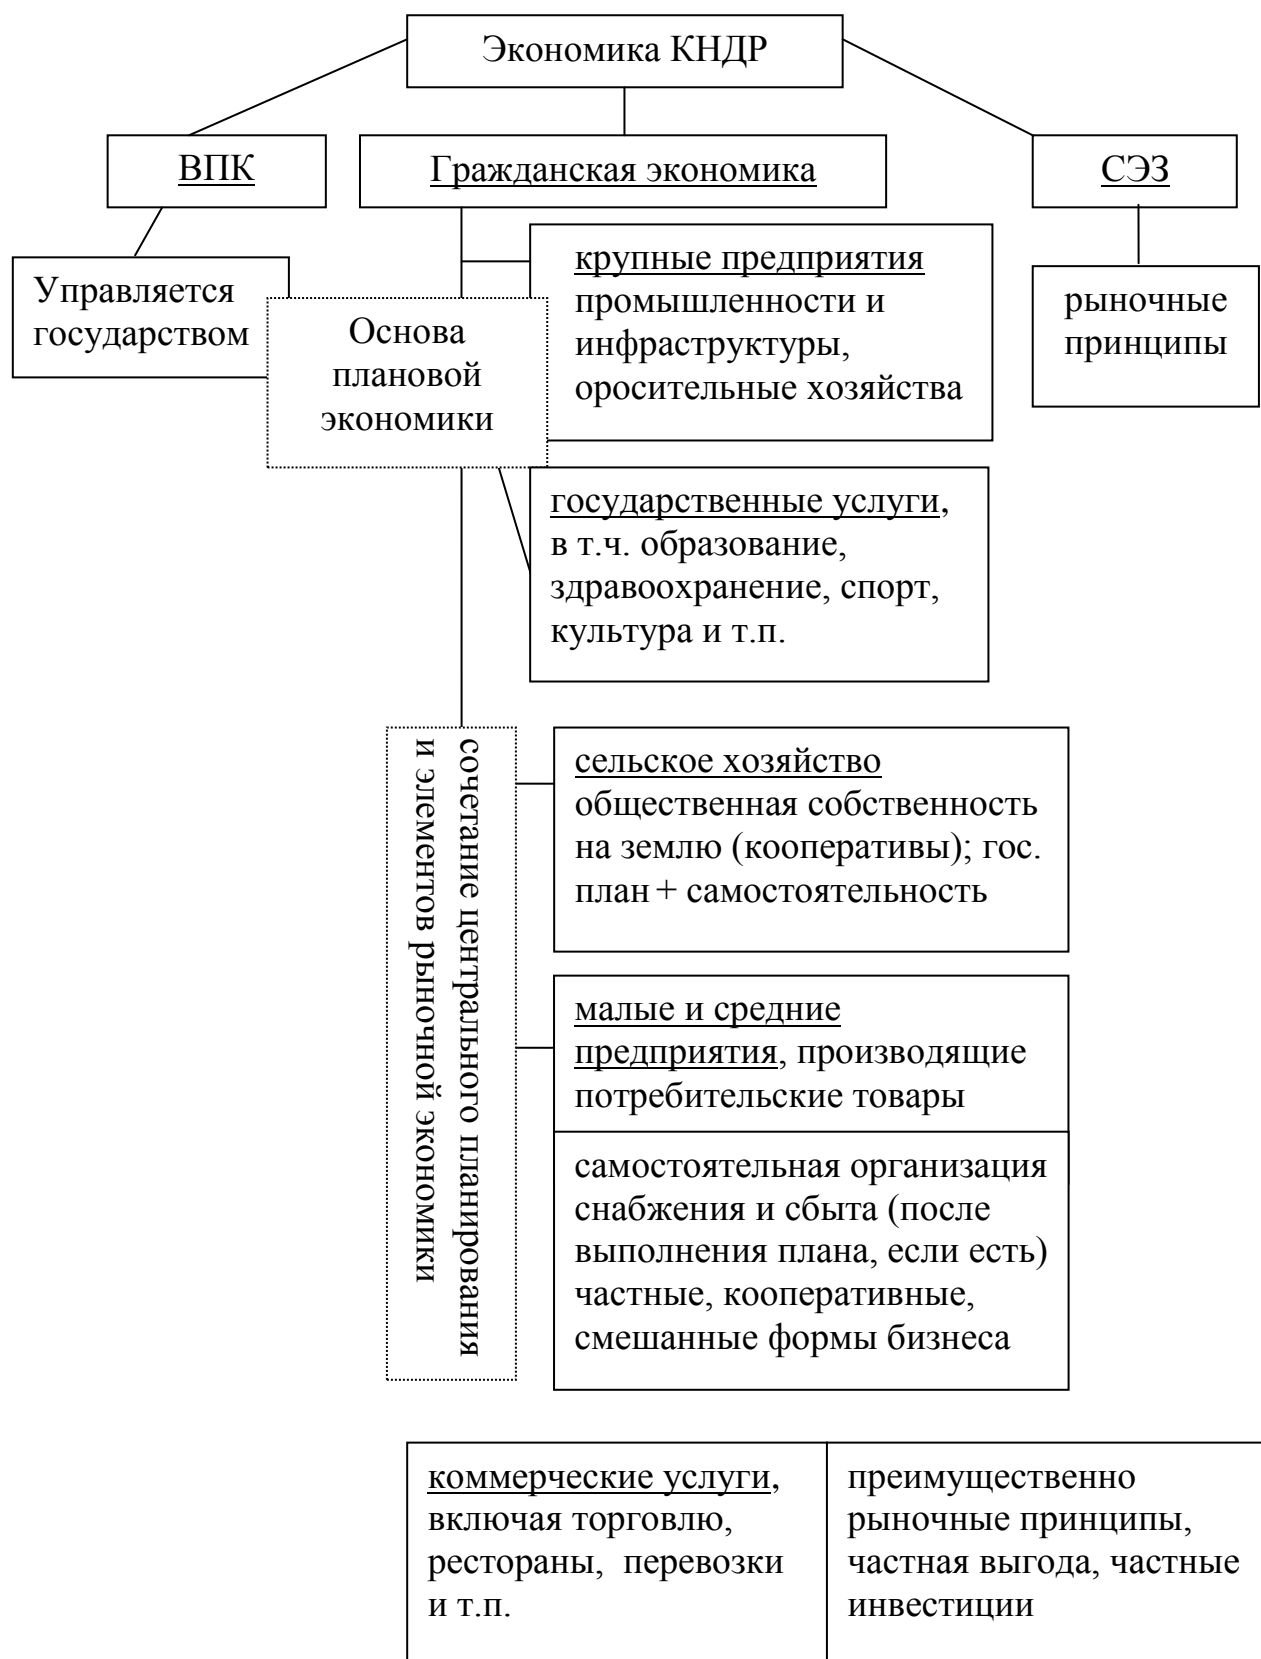 Экономика КНДР
ВПК
Гражданская экономика
СЭЗ
Управляется
государством
Основа
плановой
экономики
крупные предприятия
промышленности и
инфраструктуры,
оросительные хозяйства
рыночные
принципы
государственные услуги,
в т.ч. образование,
здравоохранение, спорт,
культура и т.п.
сочетание центрального планирования
и элементов рыночной экономики
сельское хозяйство
общественная собственность
на землю (кооперативы); гос.
план + самостоятельность
малые и средние
предприятия, производящие
потребительские товары
самостоятельная организация
снабжения и сбыта (после
выполнения плана, если есть)
частные, кооперативные,
смешанные формы бизнеса
коммерческие услуги,
включая торговлю,
рестораны, перевозки
и т.п.
преимущественно
рыночные принципы,
частная выгода, частные
инвестиции